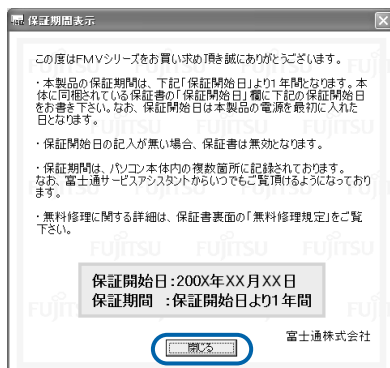 保証期間表示
この度はFMVシリーズをお買い求め頂き誠にありがとうございます。
・本製品の保証期間は、下記「保証開始日」より1年間となります。本
体に同梱されている保証書の「保証開始日」欄に下記の保証開始日
をお書き下さい。なお、保証開始日は本製品の電源を最初に入れた
日となります。
・保証開始日の記入が無い場合、保証書は無効となります。
・保証期間は、パソコン本体内の複数箇所に記録されております。
なお、富士通サービスアシスタントからいつでもご覧頂けるようになっており
ます。
・無料修理に関する詳細は、保証書裏面の「無料修理規定」をご覧
下さい。
保証開始日:200X年XX月XX日
保証期間 :保証開始日より1年間
富士通株式会社
閉じる